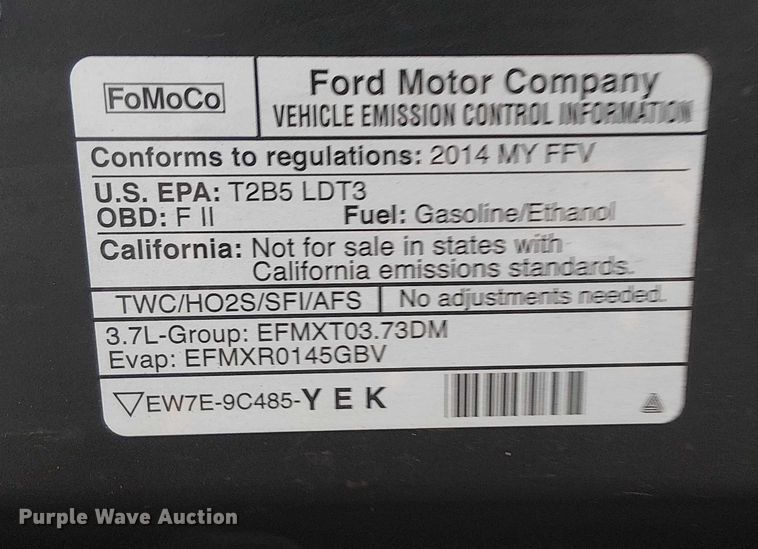 FoMoCo
Ford Motor Company
VEHICLE EMISSION CONTROL INFORMATION
Conforms to regulations: 2014 MY FFV
U.S. EPA: T2B5 LDT3
OBD: F II Fuel: Gasoline/Ethanol
California: Not for sale in states with
California emissions standards.
TWC/HO2S/SFI/AFS No adjustments needed.
3.7L-Group: EFMXT03.73DM
Evap: EFMXR0145GBV
EW7E-9C485-YEK
Purple Wave Auction